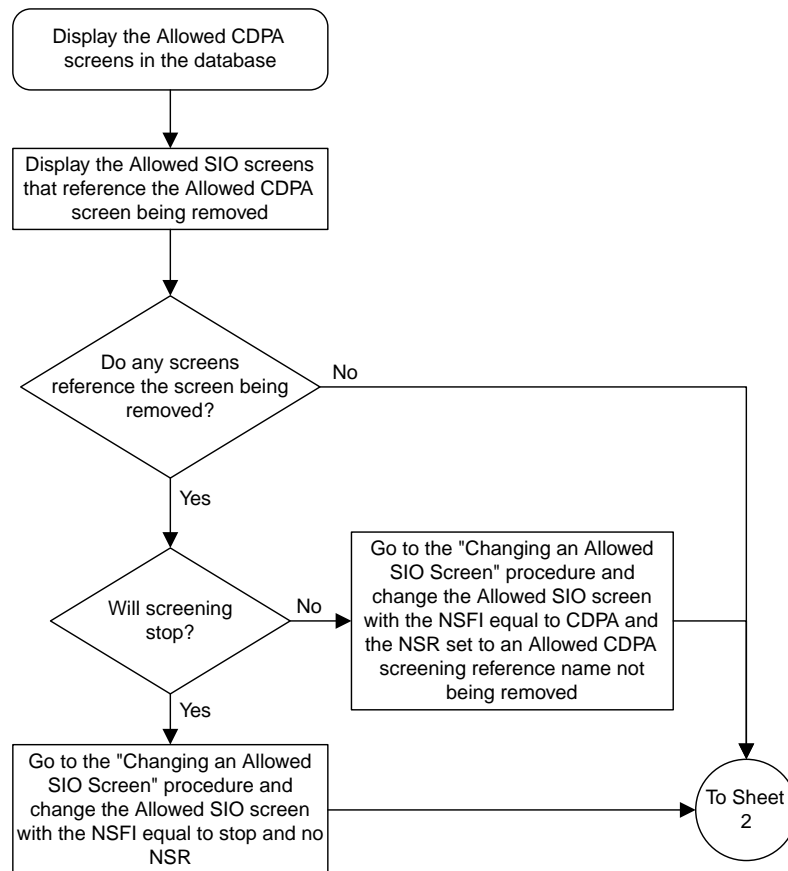 Display the Allowed CDPA
screens in the database
Display the Allowed SIO screens
that reference the Allowed CDPA
screen being removed
Do any screens
reference the screen being
removed?
No
Yes
Will screening
stop?
No
Go to the "Changing an Allowed
SIO Screen" procedure and
change the Allowed SIO screen
with the NSFI equal to CDPA and
the NSR set to an Allowed CDPA
screening reference name not
being removed
Yes
Go to the "Changing an Allowed
SIO Screen" procedure and
change the Allowed SIO screen
with the NSFI equal to stop and no
NSR
To Sheet
2